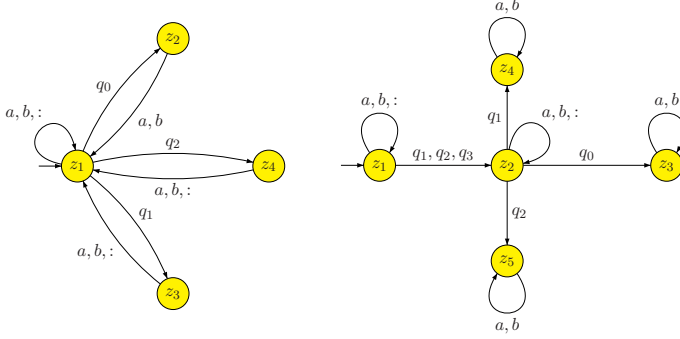 z₂
q₀
a, b
a, b, :
z₁
q₂
a, b, :
z₄
q₁
a, b, :
z₃
a, b
z₄
q₁
a, b, :
a, b, :
a, b
z₁
q₁, q₂, q₃
z₂
q₀
z₃
q₂
z₅
a, b